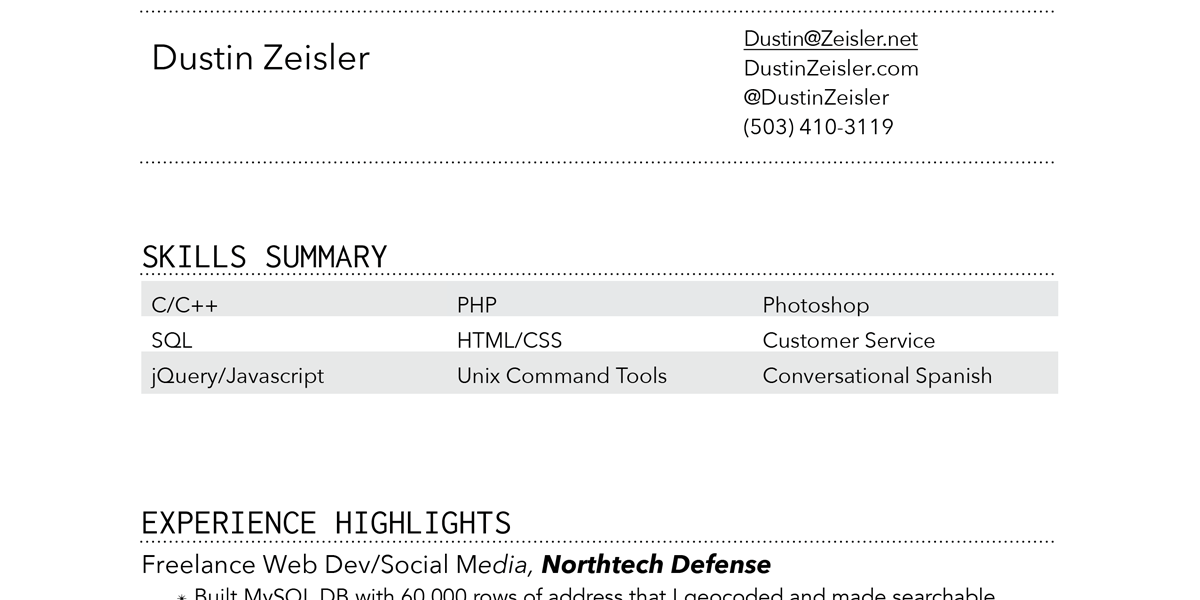 Dustin Zeisler
Dustin@Zeisler.net
DustinZeisler.com
@DustinZeisler
(503) 410-3119
SKILLS SUMMARY
C/C++ PHP Photoshop
SQL HTML/CSS Customer Service
jQuery/Javascript Unix Command Tools Conversational Spanish
EXPERIENCE HIGHLIGHTS
Freelance Web Dev/Social Media, Northtech Defense
* Built MySQL DB with 60,000 rows of address that I geocoded and made searchable